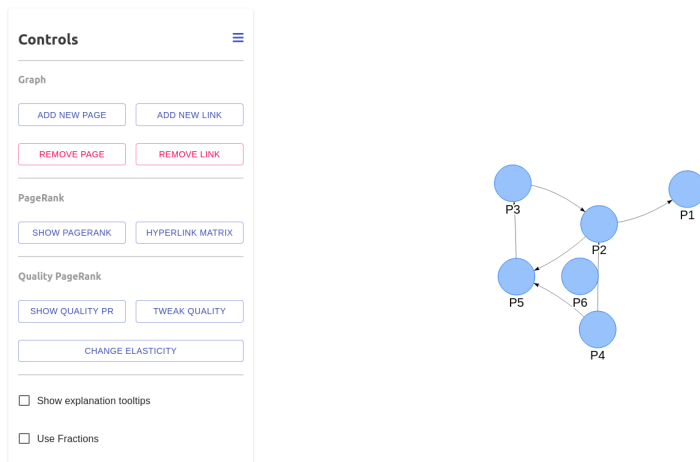 Controls
Graph
ADD NEW PAGE
ADD NEW LINK
REMOVE PAGE
REMOVE LINK
PageRank
SHOW PAGERANK
HYPERLINK MATRIX
Quality PageRank
SHOW QUALITY PR
TWEAK QUALITY
CHANGE ELASTICITY
Show explanation tooltips
Use Fractions
P3
P1
P2
P5
P6
P4